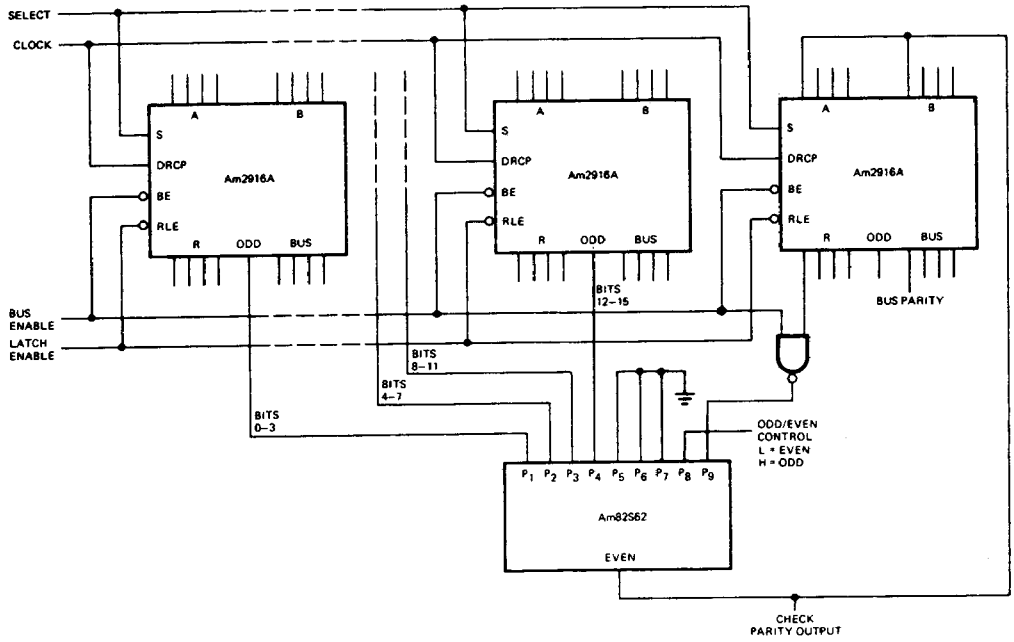 SELECT
CLOCK
A B
S
DRCP
Am2916A
BE
RLE
R ODD BUS
A B
S
DRCP
Am2916A
BE
RLE
R ODD BUS
A B
S
DRCP
Am2916A
BE
RLE
R ODD BUS
BUS PARITY
BUS
ENABLE
LATCH
ENABLE
BITS
12–15
BITS
8–11
BITS
4–7
BITS
0–3
ODD/EVEN
CONTROL
L = EVEN
H = ODD
P1 P2 P3 P4 P5 P6 P7 P8 P9
Am82S62
EVEN
CHECK
PARITY OUTPUT